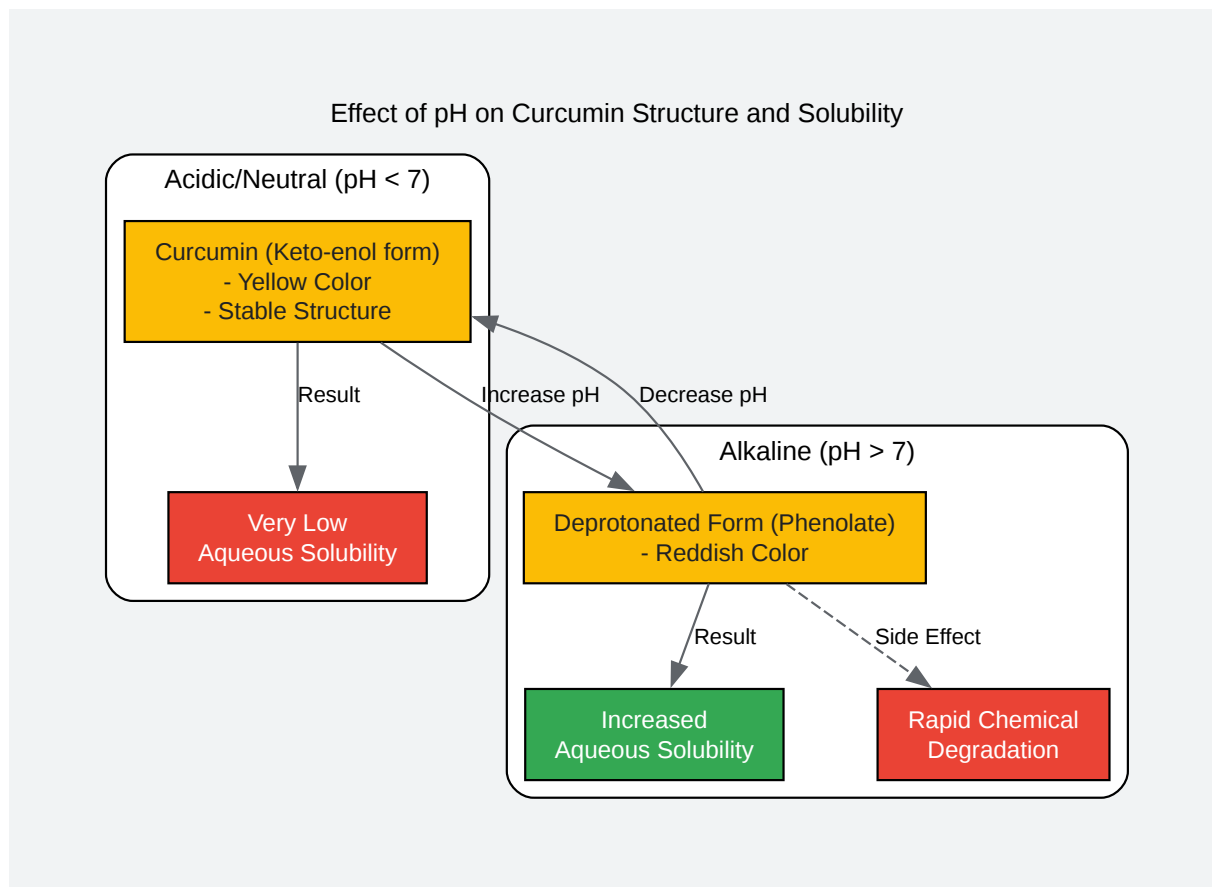 Effect of pH on Curcumin Structure and Solubility
Acidic/Neutral (pH < 7)
Curcumin (Keto-enol form)
- Yellow Color
- Stable Structure
Result
Increase pH
Decrease pH
Very Low
Aqueous Solubility
Alkaline (pH > 7)
Deprotonated Form (Phenolate)
- Reddish Color
Result
Side Effect
Increased
Aqueous Solubility
Rapid Chemical
Degradation